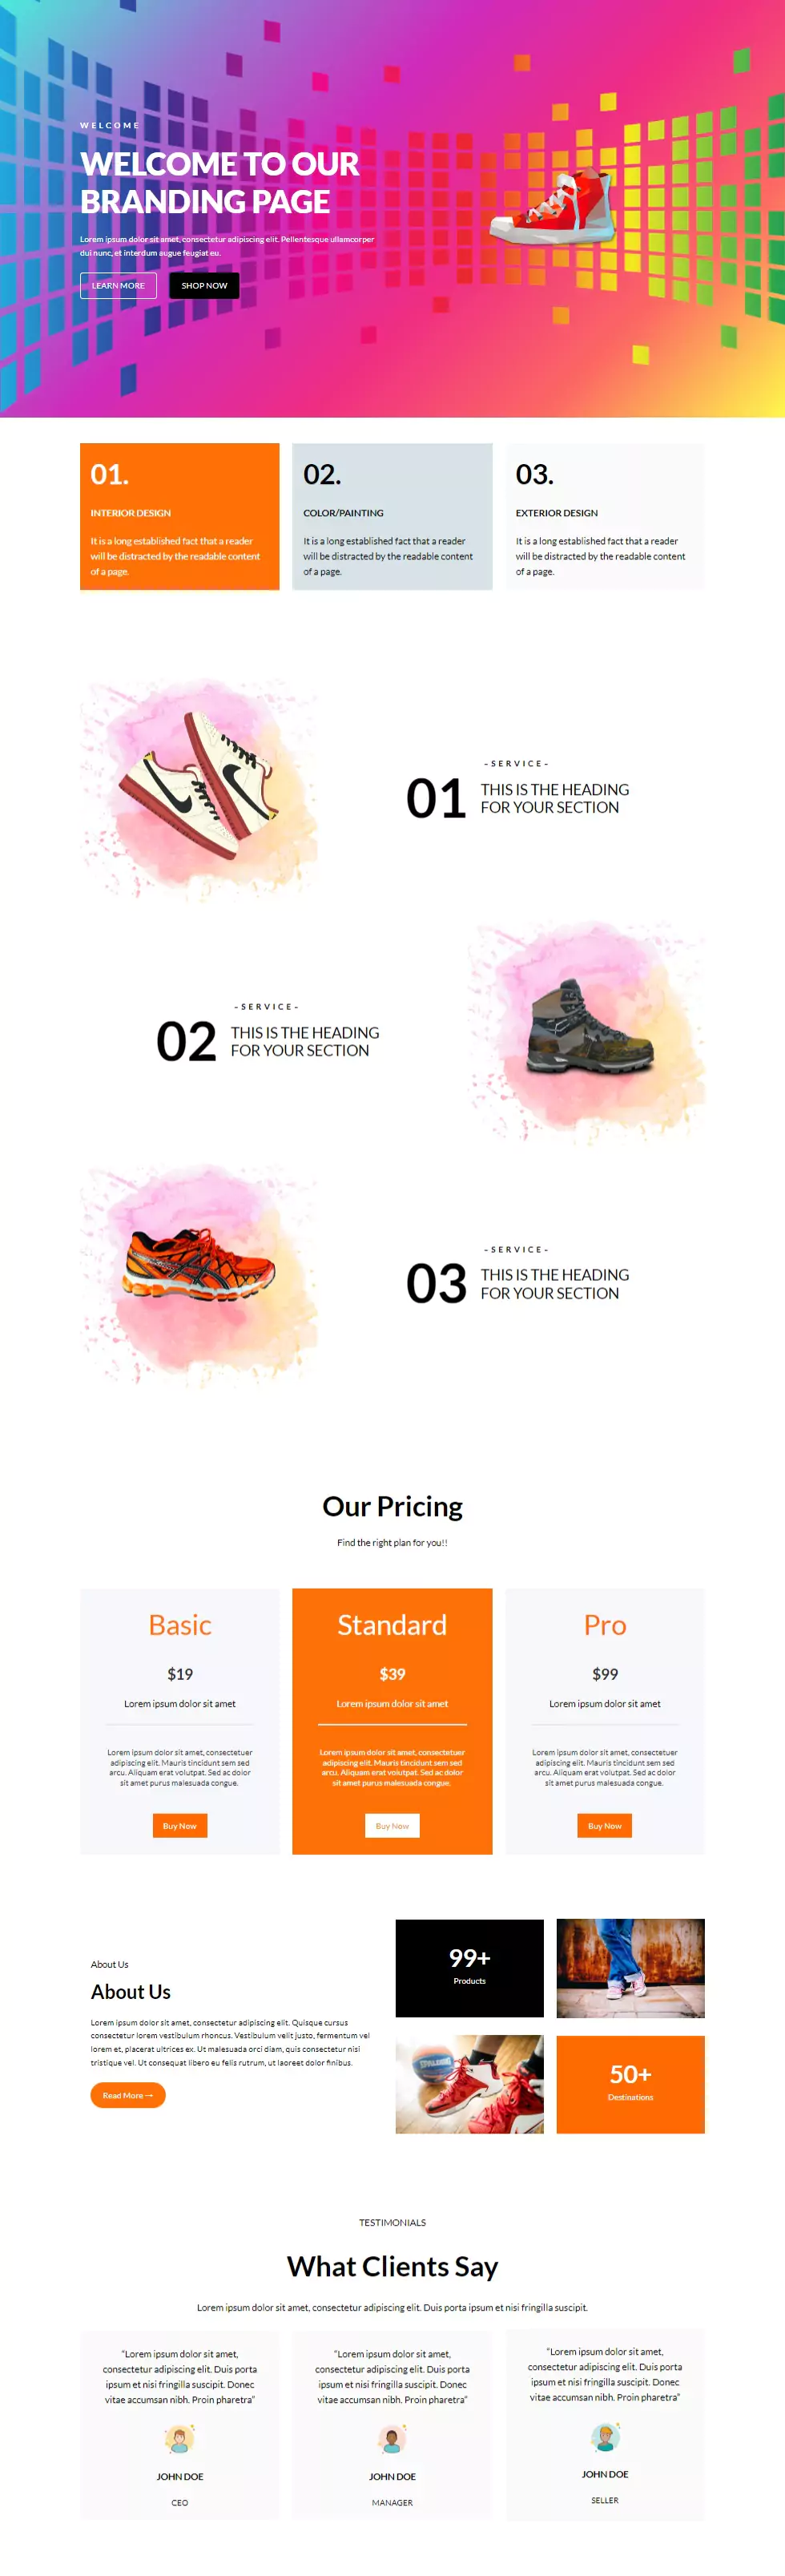 WELCOME
WELCOME TO OUR
BRANDING PAGE
Lorem ipsum dolor sit amet, consectetur adipiscing elit. Pellentesque ullamcorper
dui nunc, et interdum augue feugiat eu.
LEARN MORE
SHOP NOW
01.
INTERIOR DESIGN
It is a long established fact that a reader
will be distracted by the readable content
of a page.
02.
COLOR/PAINTING
It is a long established fact that a reader
will be distracted by the readable content
of a page.
03.
EXTERIOR DESIGN
It is a long established fact that a reader
will be distracted by the readable content
of a page.
- SERVICE -
01
THIS IS THE HEADING
FOR YOUR SECTION
- SERVICE -
02
THIS IS THE HEADING
FOR YOUR SECTION
- SERVICE -
03
THIS IS THE HEADING
FOR YOUR SECTION
Our Pricing
Find the right plan for you!!
Basic
$19
Lorem ipsum dolor sit amet
Lorem ipsum dolor sit amet, consectetuer
adipiscing elit. Mauris tincidunt sem sed
arcu. Aliquam erat volutpat. Sed ac dolor
sit amet purus malesuada congue.
Buy Now
Standard
$39
Lorem ipsum dolor sit amet
Lorem ipsum dolor sit amet, consectetuer
adipiscing elit. Mauris tincidunt sem sed
arcu. Aliquam erat volutpat. Sed ac dolor
sit amet purus malesuada congue.
Buy Now
Pro
$99
Lorem ipsum dolor sit amet
Lorem ipsum dolor sit amet, consectetuer
adipiscing elit. Mauris tincidunt sem sed
arcu. Aliquam erat volutpat. Sed ac dolor
sit amet purus malesuada congue.
Buy Now
About Us
About Us
Lorem ipsum dolor sit amet, consectetur adipiscing elit. Quisque cursus
consectetur lorem vestibulum rhoncus. Vestibulum velit justo, fermentum vel
lorem et, placerat ultrices ex. Ut malesuada orci diam, quis consectetur nisi
tristique vel. Ut consequat libero eu felis rutrum, ut laoreet dolor finibus.
Read More →
99+
Products
SPALDING
50+
Destinations
TESTIMONIALS
What Clients Say
Lorem ipsum dolor sit amet, consectetur adipiscing elit. Duis porta ipsum et nisi fringilla suscipit.
“Lorem ipsum dolor sit amet,
consectetur adipiscing elit. Duis porta
ipsum et nisi fringilla suscipit. Donec
vitae accumsan nibh. Proin pharetra”
JOHN DOE
CEO
“Lorem ipsum dolor sit amet,
consectetur adipiscing elit. Duis porta
ipsum et nisi fringilla suscipit. Donec
vitae accumsan nibh. Proin pharetra”
JOHN DOE
MANAGER
“Lorem ipsum dolor sit amet,
consectetur adipiscing elit. Duis porta
ipsum et nisi fringilla suscipit. Donec
vitae accumsan nibh. Proin pharetra”
JOHN DOE
SELLER